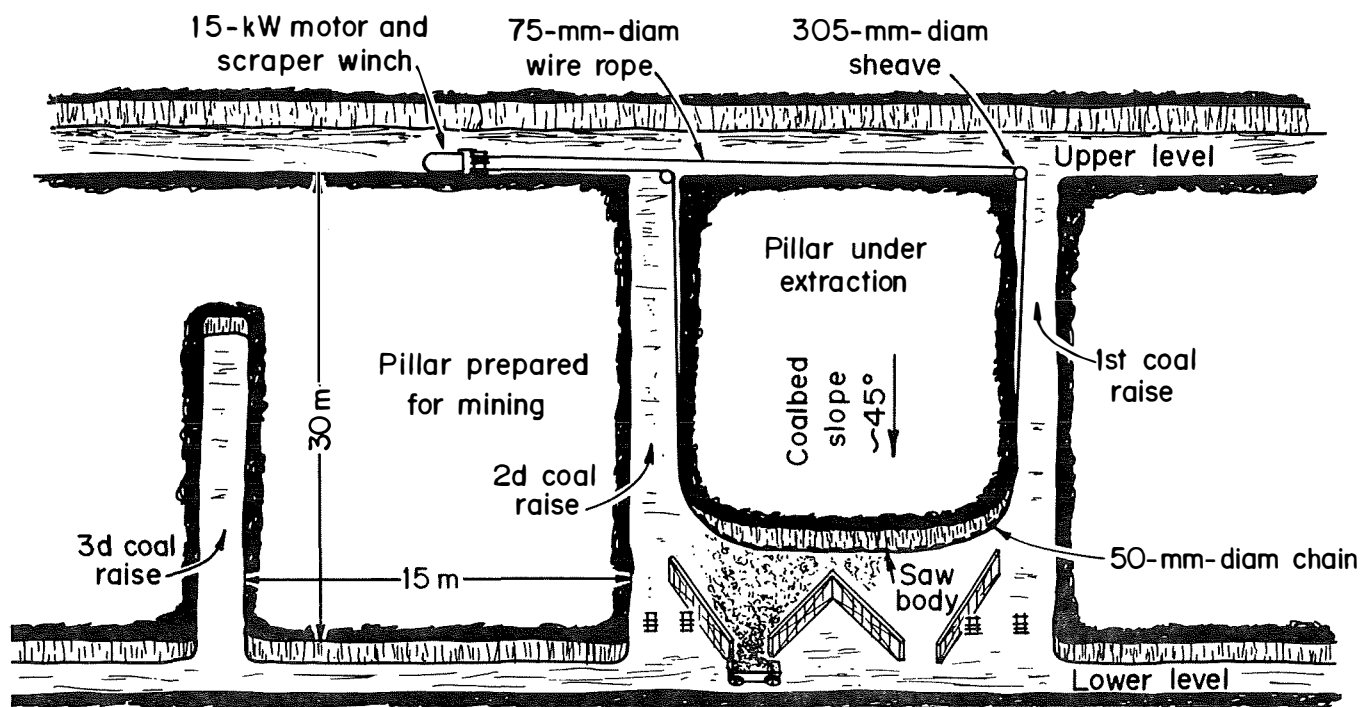 15-kW motor and
scraper winch
75-mm-diam
wire rope
305-mm-diam
sheave
Upper level
Pillar under
extraction
Pillar prepared
for mining
30 m
Coalbed
slope
~45°
1st coal
raise
2d coal
raise
3d coal
raise
15 m
Saw
body
50-mm-diam chain
Lower level